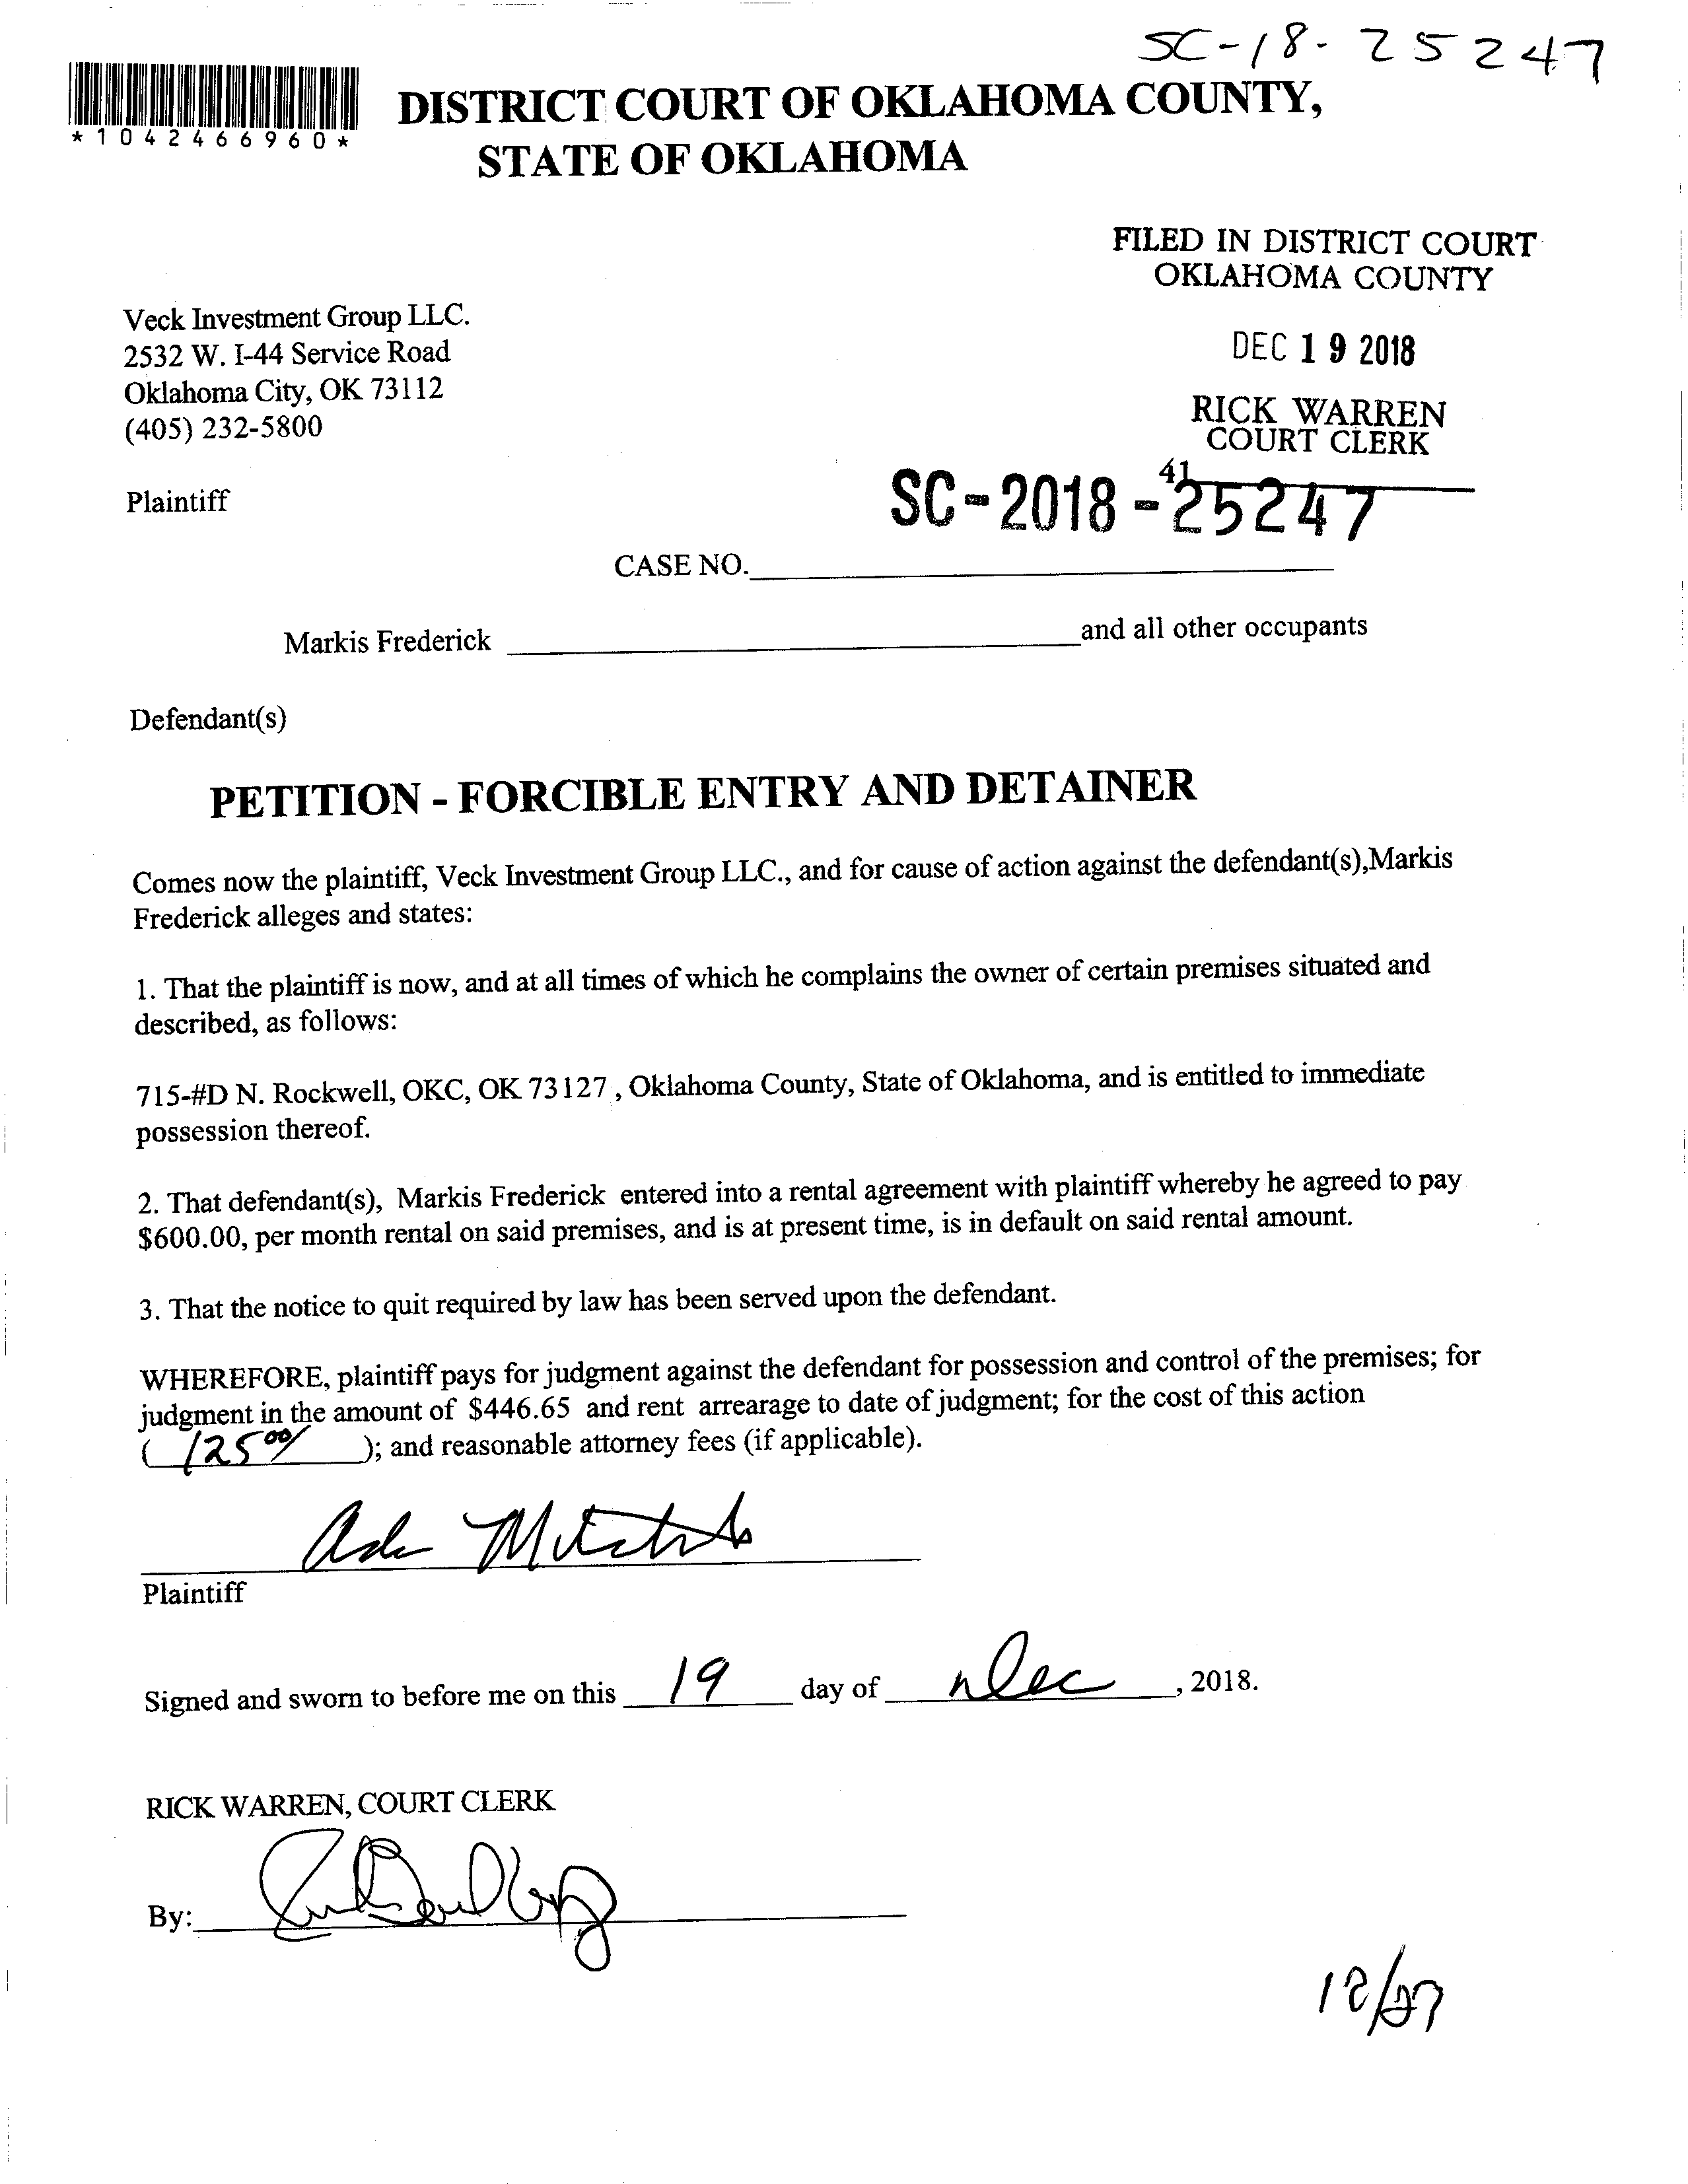 SC-18-25247
*1042466960*
DISTRICT COURT OF OKLAHOMA COUNTY,
STATE OF OKLAHOMA
FILED IN DISTRICT COURT
OKLAHOMA COUNTY
Veck Investment Group LLC.
2532 W. I-44 Service Road
Oklahoma City, OK 73112
(405) 232-5800
DEC 19 2018
RICK WARREN
COURT CLERK
41
Plaintiff
SC-2018-25247
CASE NO.
Markis Frederick and all other occupants
Defendant(s)
PETITION - FORCIBLE ENTRY AND DETAINER
Comes now the plaintiff, Veck Investment Group LLC., and for cause of action against the defendant(s),Markis
Frederick alleges and states:
1. That the plaintiff is now, and at all times of which he complains the owner of certain premises situated and
described, as follows:
715-#D N. Rockwell, OKC, OK 73127 , Oklahoma County, State of Oklahoma, and is entitled to immediate
possession thereof.
2. That defendant(s), Markis Frederick entered into a rental agreement with plaintiff whereby he agreed to pay
$600.00, per month rental on said premises, and is at present time, is in default on said rental amount.
3. That the notice to quit required by law has been served upon the defendant.
WHEREFORE, plaintiff pays for judgment against the defendant for possession and control of the premises; for
judgment in the amount of $446.65 and rent arrearage to date of judgment; for the cost of this action
( 125 00/ ); and reasonable attorney fees (if applicable).
Plaintiff
Signed and sworn to before me on this 19 day of Dec , 2018.
RICK WARREN, COURT CLERK
By:
12/27